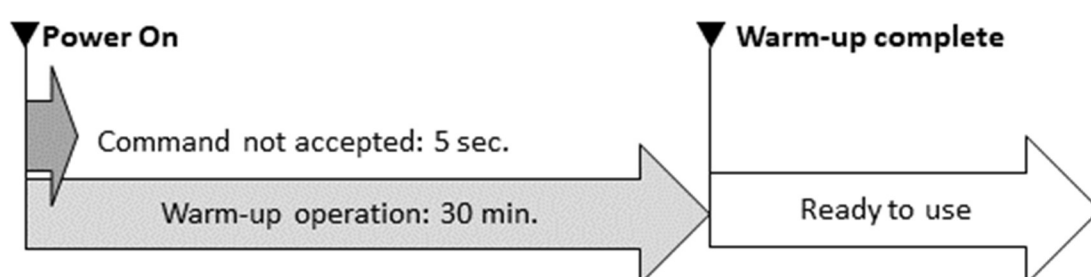 Power On
Warm-up complete
Command not accepted: 5 sec.
Warm-up operation: 30 min.
Ready to use